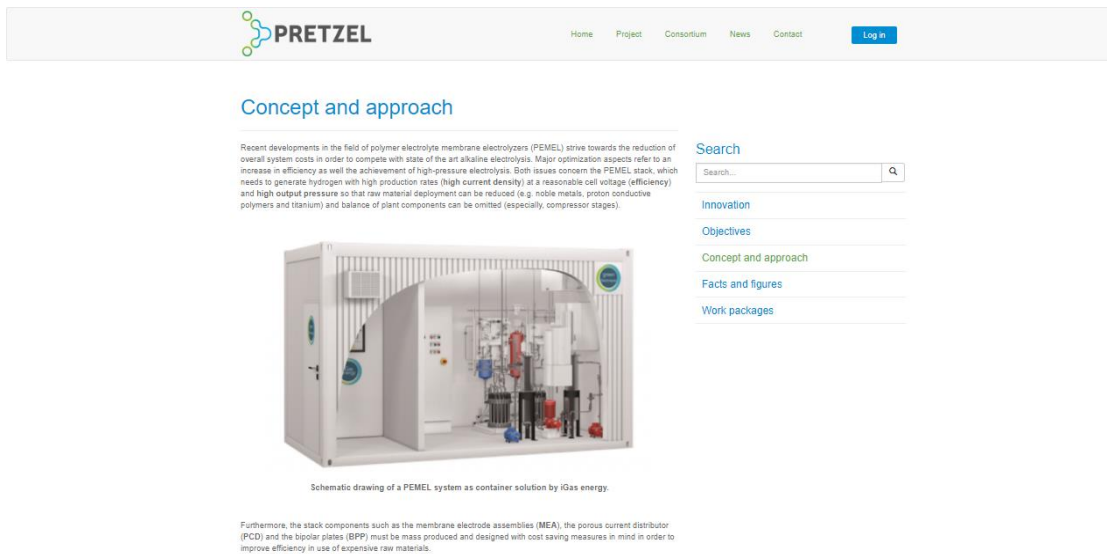 PRETZEL
Home Project Consortium News Contact Log in
Concept and approach
Recent developments in the field of polymer electrolyte membrane electrolyzers (PEMEL) strive towards the reduction of
overall system costs in order to compete with state of the art alkaline electrolysis. Major optimization aspects refer to an
increase in efficiency as well the achievement of high-pressure electrolysis. Both issues concern the PEMEL stack, which
needs to generate hydrogen with high production rates (high current density) at a reasonable cell voltage (efficiency)
and high output pressure so that raw material deployment can be reduced (e.g. noble metals, proton conductive
polymers and titanium) and balance of plant components can be omitted (especially, compressor stages).
Schematic drawing of a PEMEL system as container solution by iGas energy.
Furthermore, the stack components such as the membrane electrode assemblies (MEA), the porous current distributor
(PCD) and the bipolar plates (BPP) must be mass produced and designed with cost saving measures in mind in order to
improve efficiency in use of expensive raw materials.
Search
Search...
Innovation
Objectives
Concept and approach
Facts and figures
Work packages